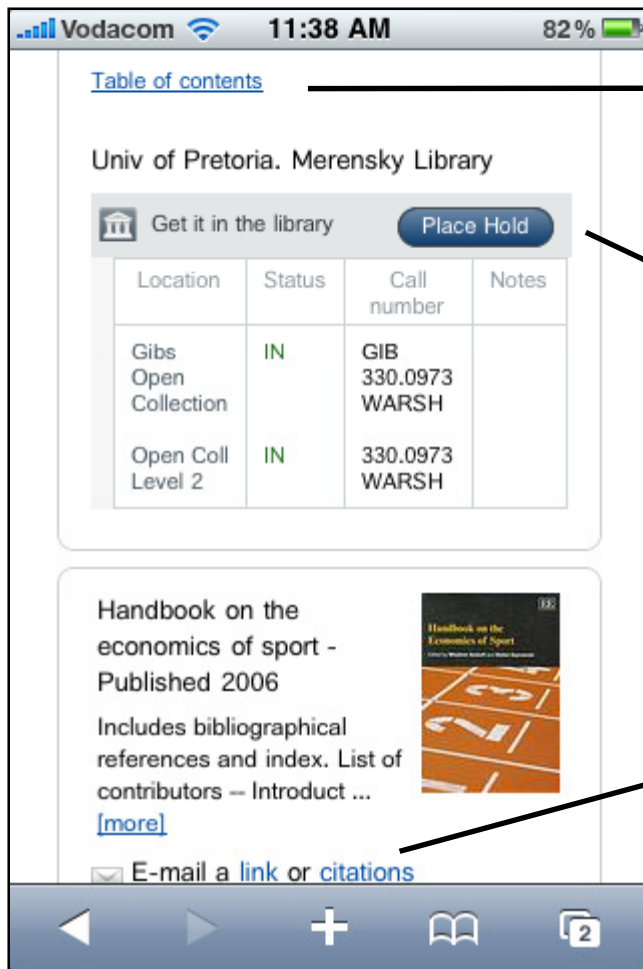 Vodacom 11:38 AM 82%
Table of contents
Univ of Pretoria. Merensky Library
Get it in the library Place Hold
Location Status Call number Notes
Gibs Open Collection IN GIB 330.0973 WARSH
Open Coll Level 2 IN 330.0973 WARSH
Handbook on the
economics of sport -
Published 2006
Handbook on the
Economics of Sport
Includes bibliographical
references and index. List of
contributors -- Introduct ...
[more]
E-mail a link or citations
2